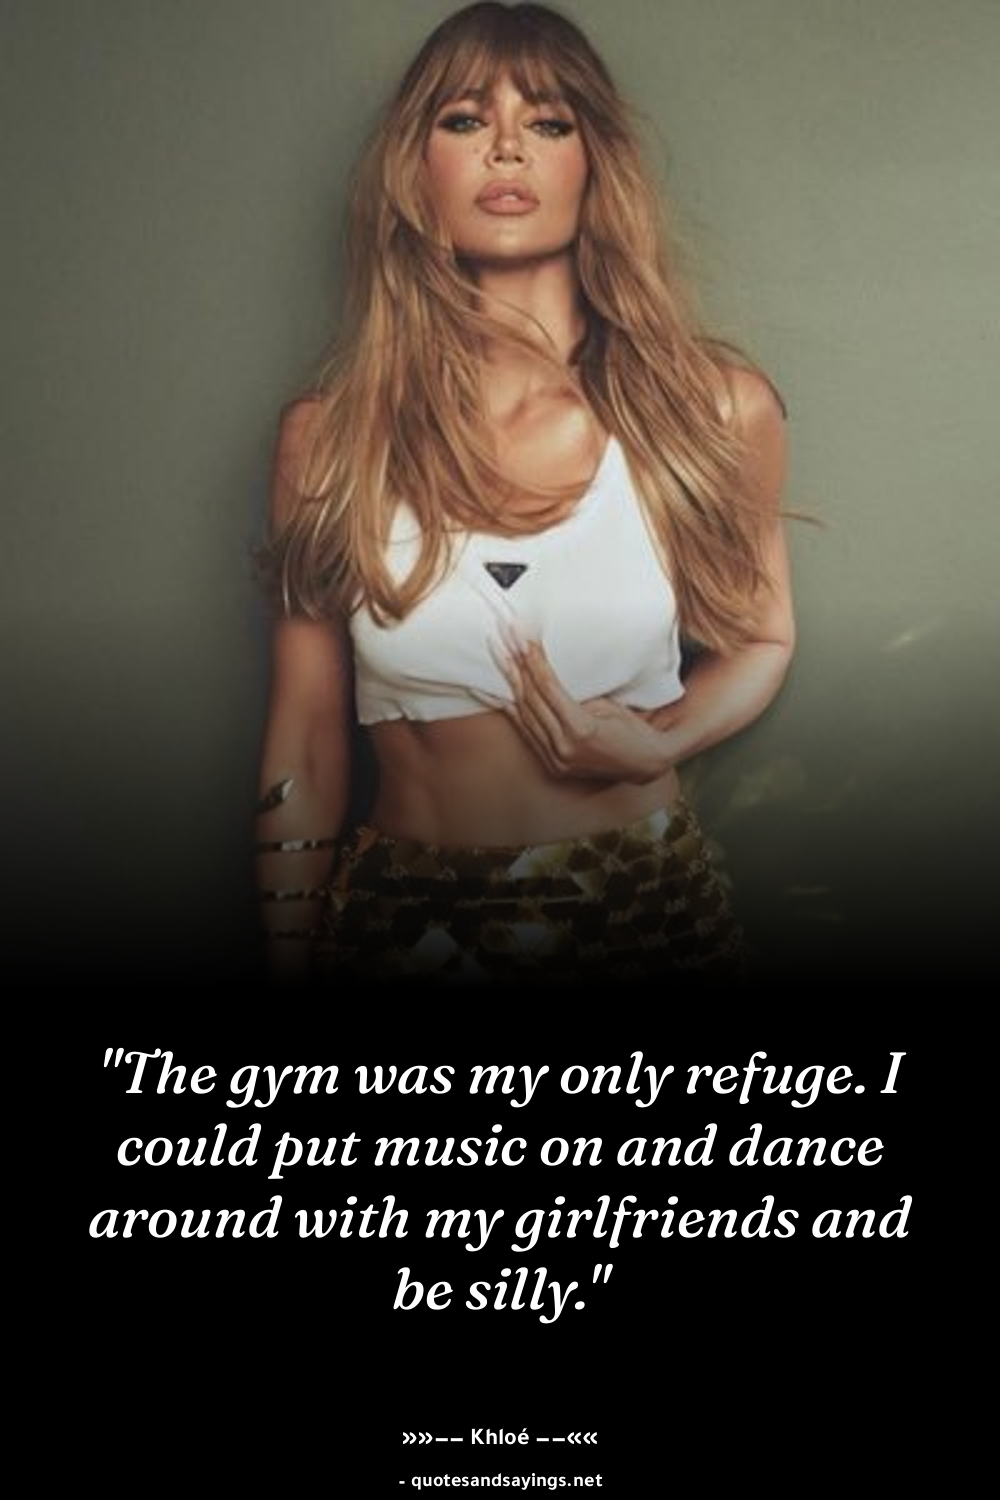 "The gym was my only refuge. I
could put music on and dance
around with my girlfriends and
be silly."
»»—— Khloé ——««
- quotesandsayings.net